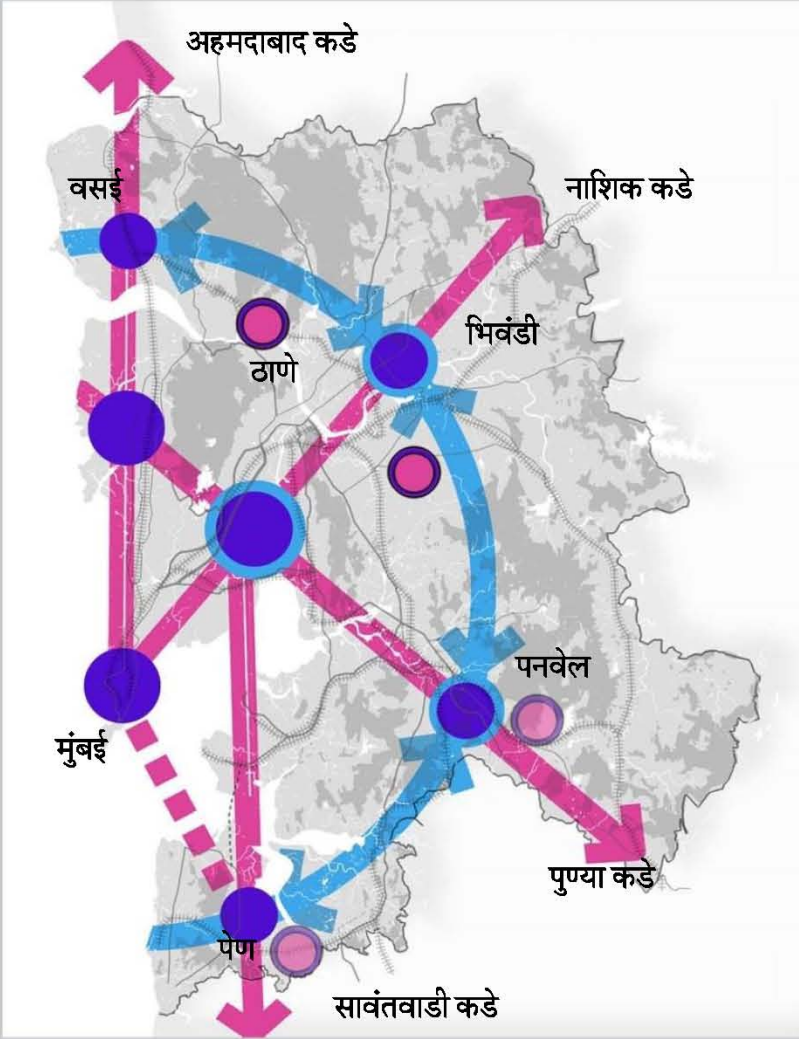 अहमदाबाद कडे
वसई
नाशिक कडे
भिवंडी
ठाणे
पनवेल
मुंबई
पुण्या कडे
पेण
सावंतवाडी कडे